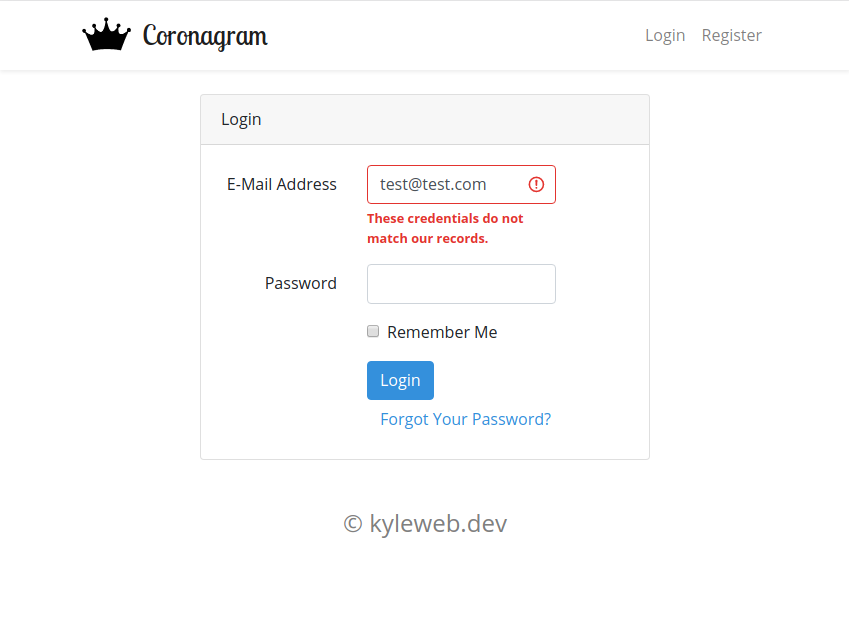 Coronagram
Login Register
Login
E-Mail Address
test@test.com
These credentials do not
match our records.
Password
Remember Me
Login
Forgot Your Password?
© kyleweb.dev